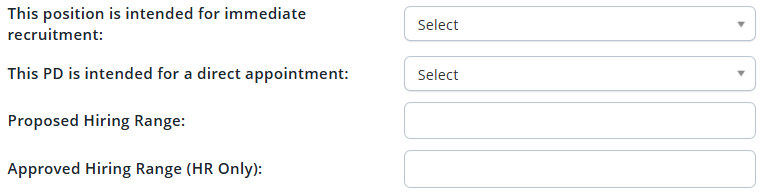 This position is intended for immediate
recruitment:
Select
This PD is intended for a direct appointment:
Select
Proposed Hiring Range:
Approved Hiring Range (HR Only):